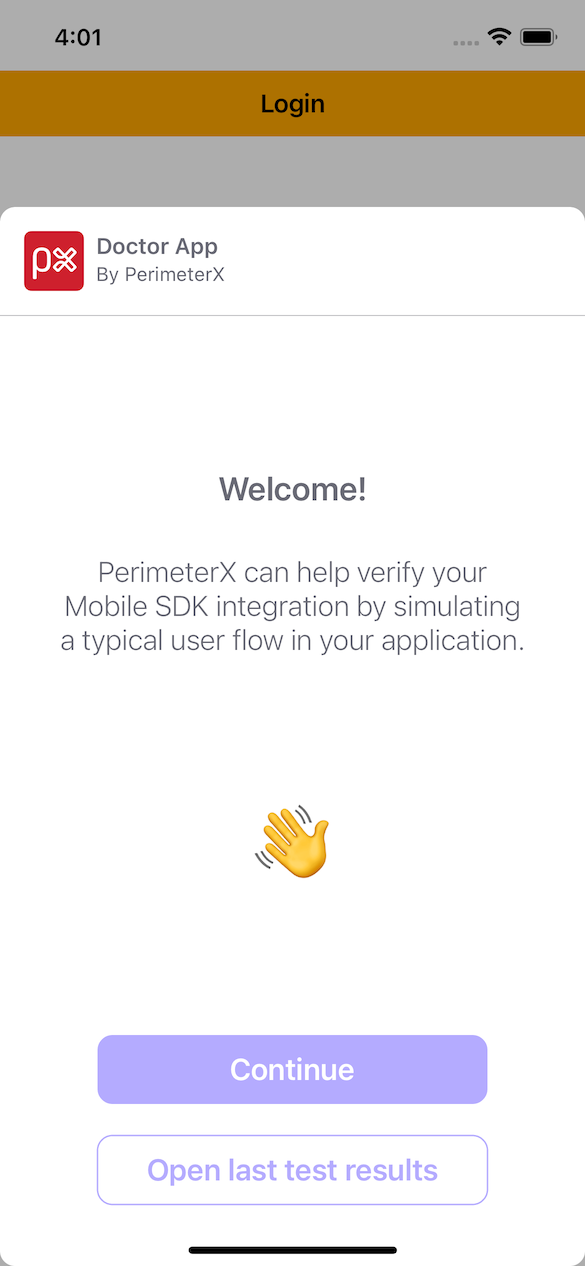 4:01
Login
px
Doctor App
By PerimeterX
Welcome!
PerimeterX can help verify your
Mobile SDK integration by simulating
a typical user flow in your application.
Continue
Open last test results